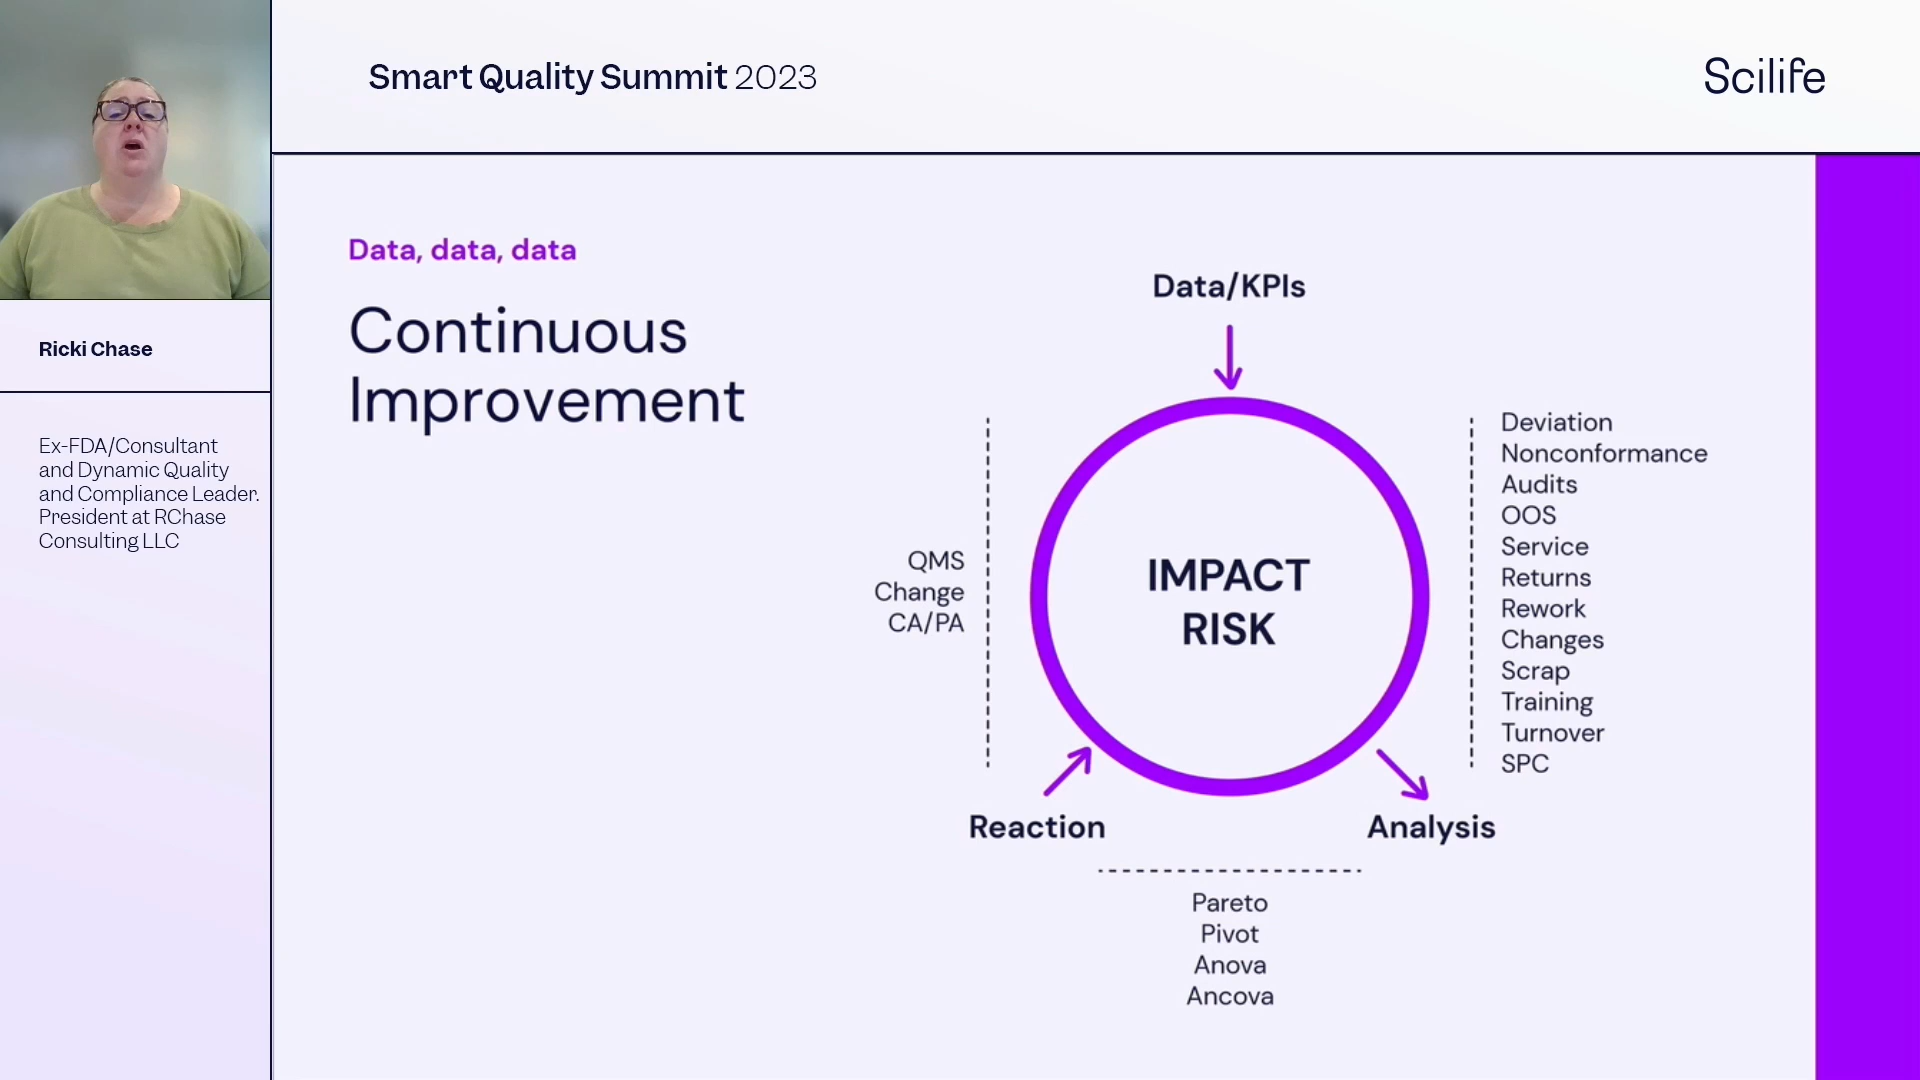 Smart Quality Summit 2023
Scilife
Ricki Chase
Ex-FDA/Consultant
and Dynamic Quality
and Compliance Leader.
President at RChase
Consulting LLC
Data, data, data
Continuous
Improvement
Data/KPIs
IMPACT
RISK
QMS
Change
CA/PA
Deviation
Nonconformance
Audits
OOS
Service
Returns
Rework
Changes
Scrap
Training
Turnover
SPC
Reaction
Analysis
Pareto
Pivot
Anova
Ancova